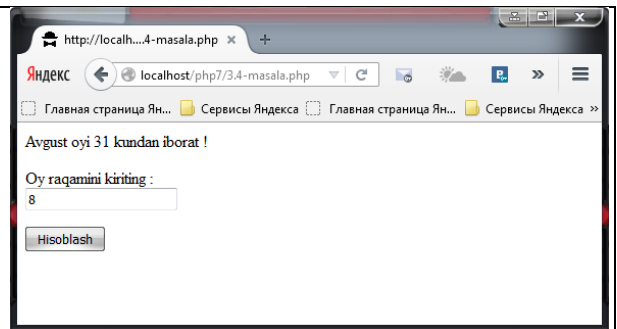 http://localh....4-masala.php × +
Яндекс localhost/php7/3.4-masala.php »
Главная страница Ян... Сервисы Яндекса Главная страница Ян... Сервисы Яндекса »
Avgust oyi 31 kundan iborat !
Oy raqamini kiriting :
8
Hisoblash